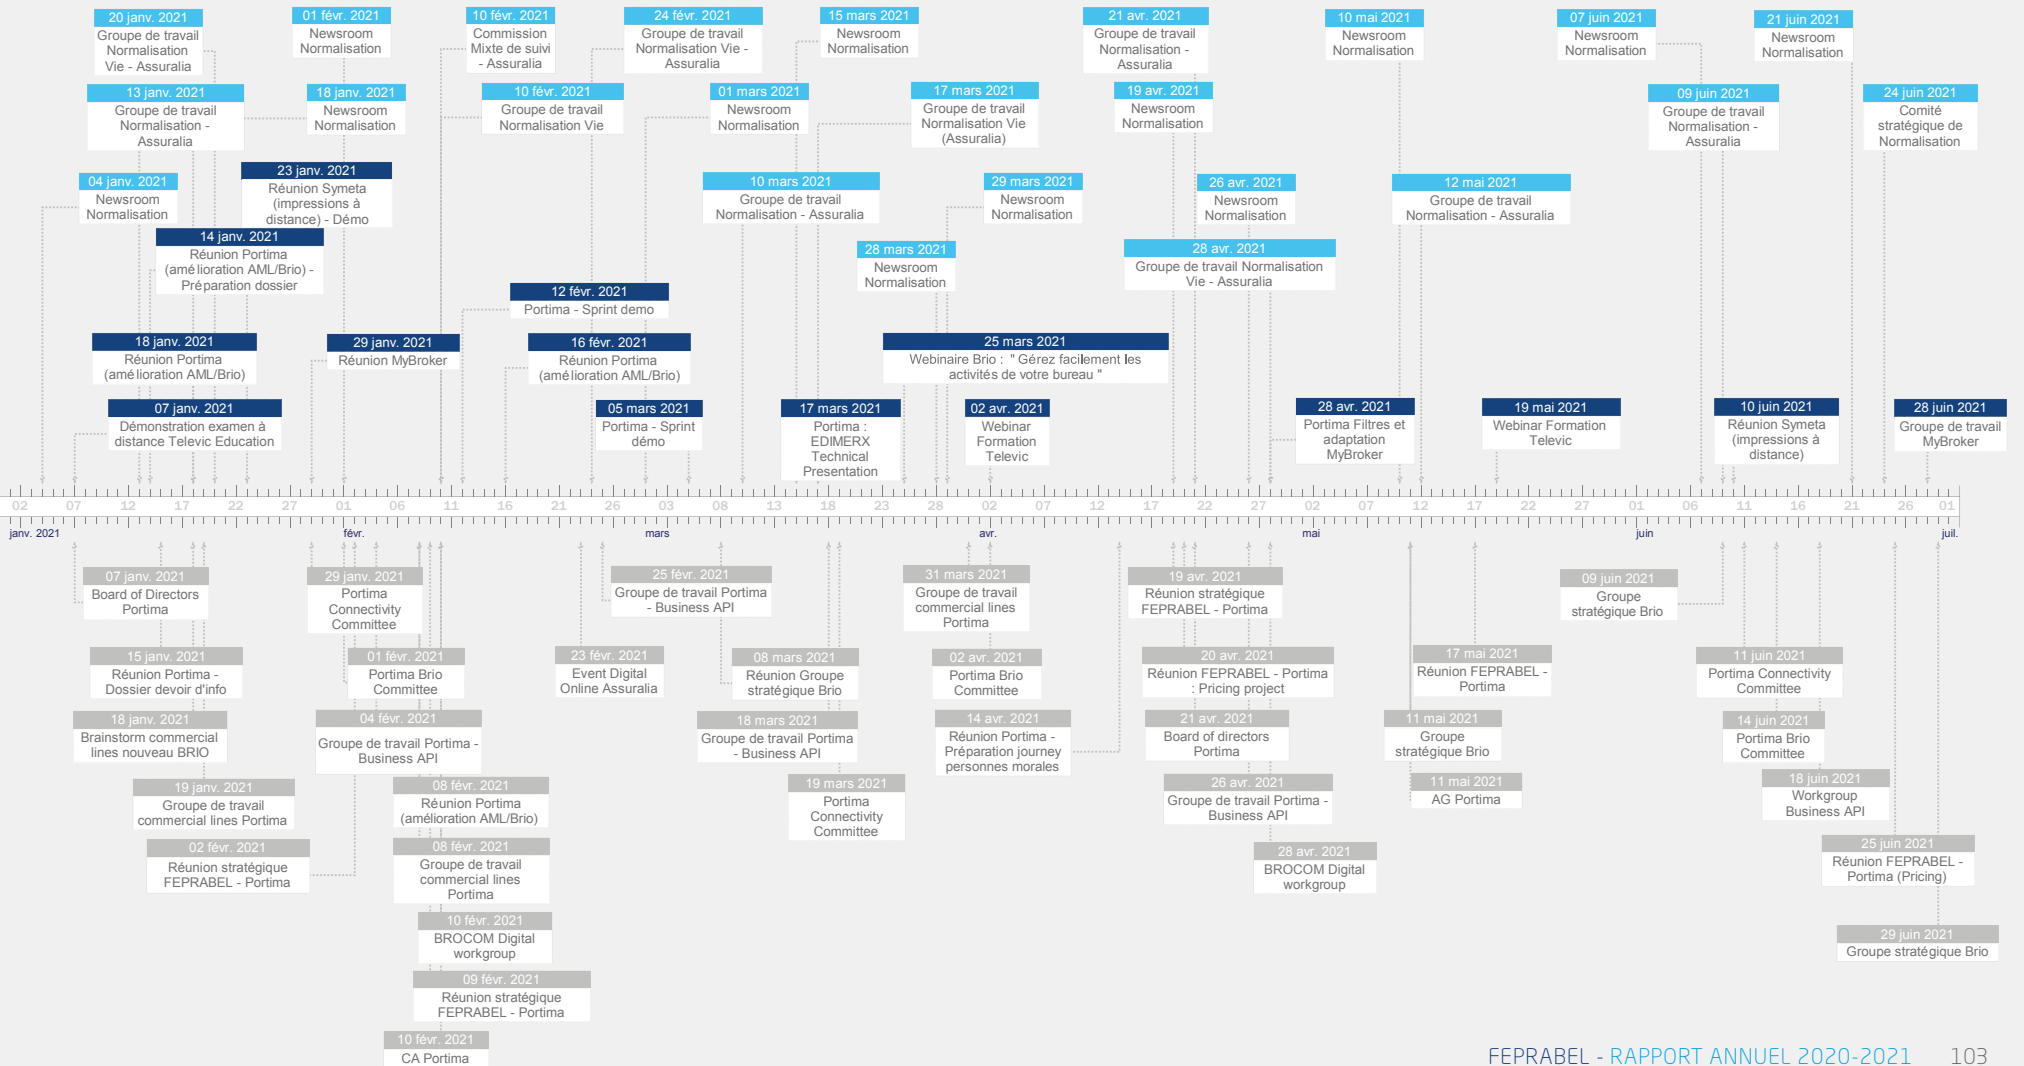 20 janv. 2021
Groupe de travail
Normalisation
Vie - Assuralia
01 févr. 2021
Newsroom
Normalisation
10 févr. 2021
Commission
Mixte de suivi
- Assuralia
24 févr. 2021
Groupe de travail
Normalisation Vie -
Assuralia
15 mars 2021
Newsroom
Normalisation
21 avr. 2021
Groupe de travail
Normalisation -
Assuralia
10 mai 2021
Newsroom
Normalisation
07 juin 2021
Newsroom
Normalisation
21 juin 2021
Newsroom
Normalisation
13 janv. 2021
Groupe de travail
Normalisation -
Assuralia
18 janv. 2021
Newsroom
Normalisation
10 févr. 2021
Groupe de travail
Normalisation Vie
01 mars 2021
Newsroom
Normalisation
17 mars 2021
Groupe de travail
Normalisation Vie
(Assuralia)
19 avr. 2021
Newsroom
Normalisation
09 juin 2021
Groupe de travail
Normalisation -
Assuralia
24 juin 2021
Comité
stratégique de
Normalisation
04 janv. 2021
Newsroom
Normalisation
23 janv. 2021
Réunion Symeta
(impressions à
distance) - Démo
10 mars 2021
Groupe de travail
Normalisation - Assuralia
29 mars 2021
Newsroom
Normalisation
26 avr. 2021
Newsroom
Normalisation
12 mai 2021
Groupe de travail
Normalisation - Assuralia
14 janv. 2021
Réunion Portima
(amélioration AML/Brio) -
Préparation dossier
28 mars 2021
Newsroom
Normalisation
28 avr. 2021
Groupe de travail Normalisation
Vie - Assuralia
12 févr. 2021
Portima - Sprint demo
18 janv. 2021
Réunion Portima
(amélioration AML/Brio)
29 janv. 2021
Réunion MyBroker
16 févr. 2021
Réunion Portima
(amélioration AML/Brio)
25 mars 2021
Webinaire Brio : " Gérez facilement les
activités de votre bureau "
07 janv. 2021
Démonstration examen à
distance Televic Education
05 mars 2021
Portima - Sprint
démo
17 mars 2021
Portima :
EDIMERX
Technical
Presentation
02 avr. 2021
Webinar
Formation
Televic
28 avr. 2021
Portima Filtres et
adaptation
MyBroker
19 mai 2021
Webinar Formation
Televic
10 juin 2021
Réunion Symeta
(impressions à
distance)
28 juin 2021
Groupe de travail
MyBroker
02 07 12 17 22 27 01 06 11 16 21 26 03 08 13 18 23 28 02 07 12 17 22 27 02 07 12 17 22 27 01 06 11 16 21 26 01
janv. 2021 févr. mars avr. mai juin juil.
07 janv. 2021
Board of Directors
Portima
29 janv. 2021
Portima
Connectivity
Committee
25 févr. 2021
Groupe de travail Portima
- Business API
31 mars 2021
Groupe de travail
commercial lines
Portima
19 avr. 2021
Réunion stratégique
FEPRABEL - Portima
09 juin 2021
Groupe
stratégique Brio
15 janv. 2021
Réunion Portima -
Dossier devoir d'info
01 févr. 2021
Portima Brio
Committee
23 févr. 2021
Event Digital
Online Assuralia
08 mars 2021
Réunion Groupe
stratégique Brio
02 avr. 2021
Portima Brio
Committee
20 avr. 2021
Réunion FEPRABEL - Portima
: Pricing project
17 mai 2021
Réunion FEPRABEL -
Portima
11 juin 2021
Portima Connectivity
Committee
18 janv. 2021
Brainstorm commercial
lines nouveau BRIO
04 févr. 2021
Groupe de travail Portima -
Business API
18 mars 2021
Groupe de travail Portima
- Business API
14 avr. 2021
Réunion Portima -
Préparation journey
personnes morales
21 avr. 2021
Board of directors
Portima
11 mai 2021
Groupe
stratégique Brio
14 juin 2021
Portima Brio
Committee
19 janv. 2021
Groupe de travail
commercial lines Portima
08 févr. 2021
Réunion Portima
(amélioration AML/Brio)
19 mars 2021
Portima
Connectivity
Committee
26 avr. 2021
Groupe de travail Portima -
Business API
11 mai 2021
AG Portima
18 juin 2021
Workgroup
Business API
02 févr. 2021
Réunion stratégique
FEPRABEL - Portima
08 févr. 2021
Groupe de travail
commercial lines
Portima
28 avr. 2021
BROCOM Digital
workgroup
25 juin 2021
Réunion FEPRABEL -
Portima (Pricing)
10 févr. 2021
BROCOM Digital
workgroup
29 juin 2021
Groupe stratégique Brio
09 févr. 2021
Réunion stratégique
FEPRABEL - Portima
10 févr. 2021
CA Portima
FEPRABEL - RAPPORT ANNUEL 2020-2021 103